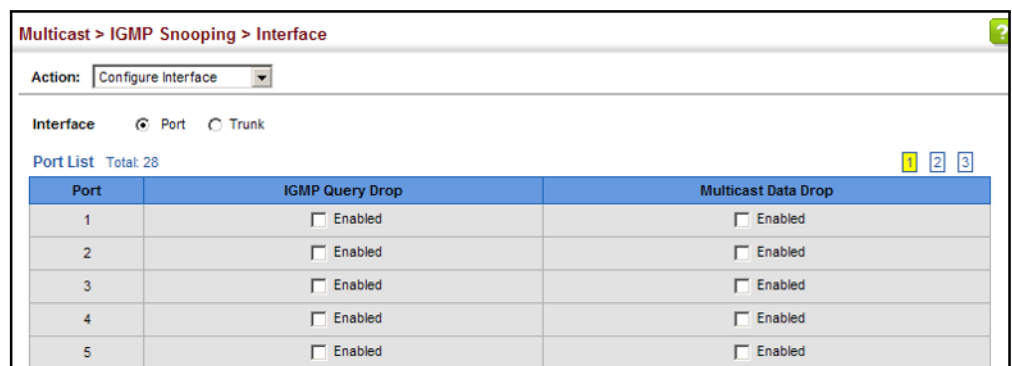 Multicast > IGMP Snooping > Interface ?
Action: Configure Interface
Interface Port Trunk
Port List Total: 28 1 2 3
Port IGMP Query Drop Multicast Data Drop
1 Enabled Enabled
2 Enabled Enabled
3 Enabled Enabled
4 Enabled Enabled
5 Enabled Enabled